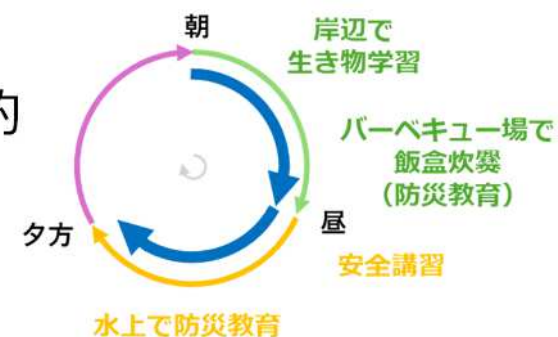 朝
岸辺で
生き物学習
的
バーベキュー場で
飯盒炊爨
（防災教育）
昼
夕方
安全講習
水上で防災教育